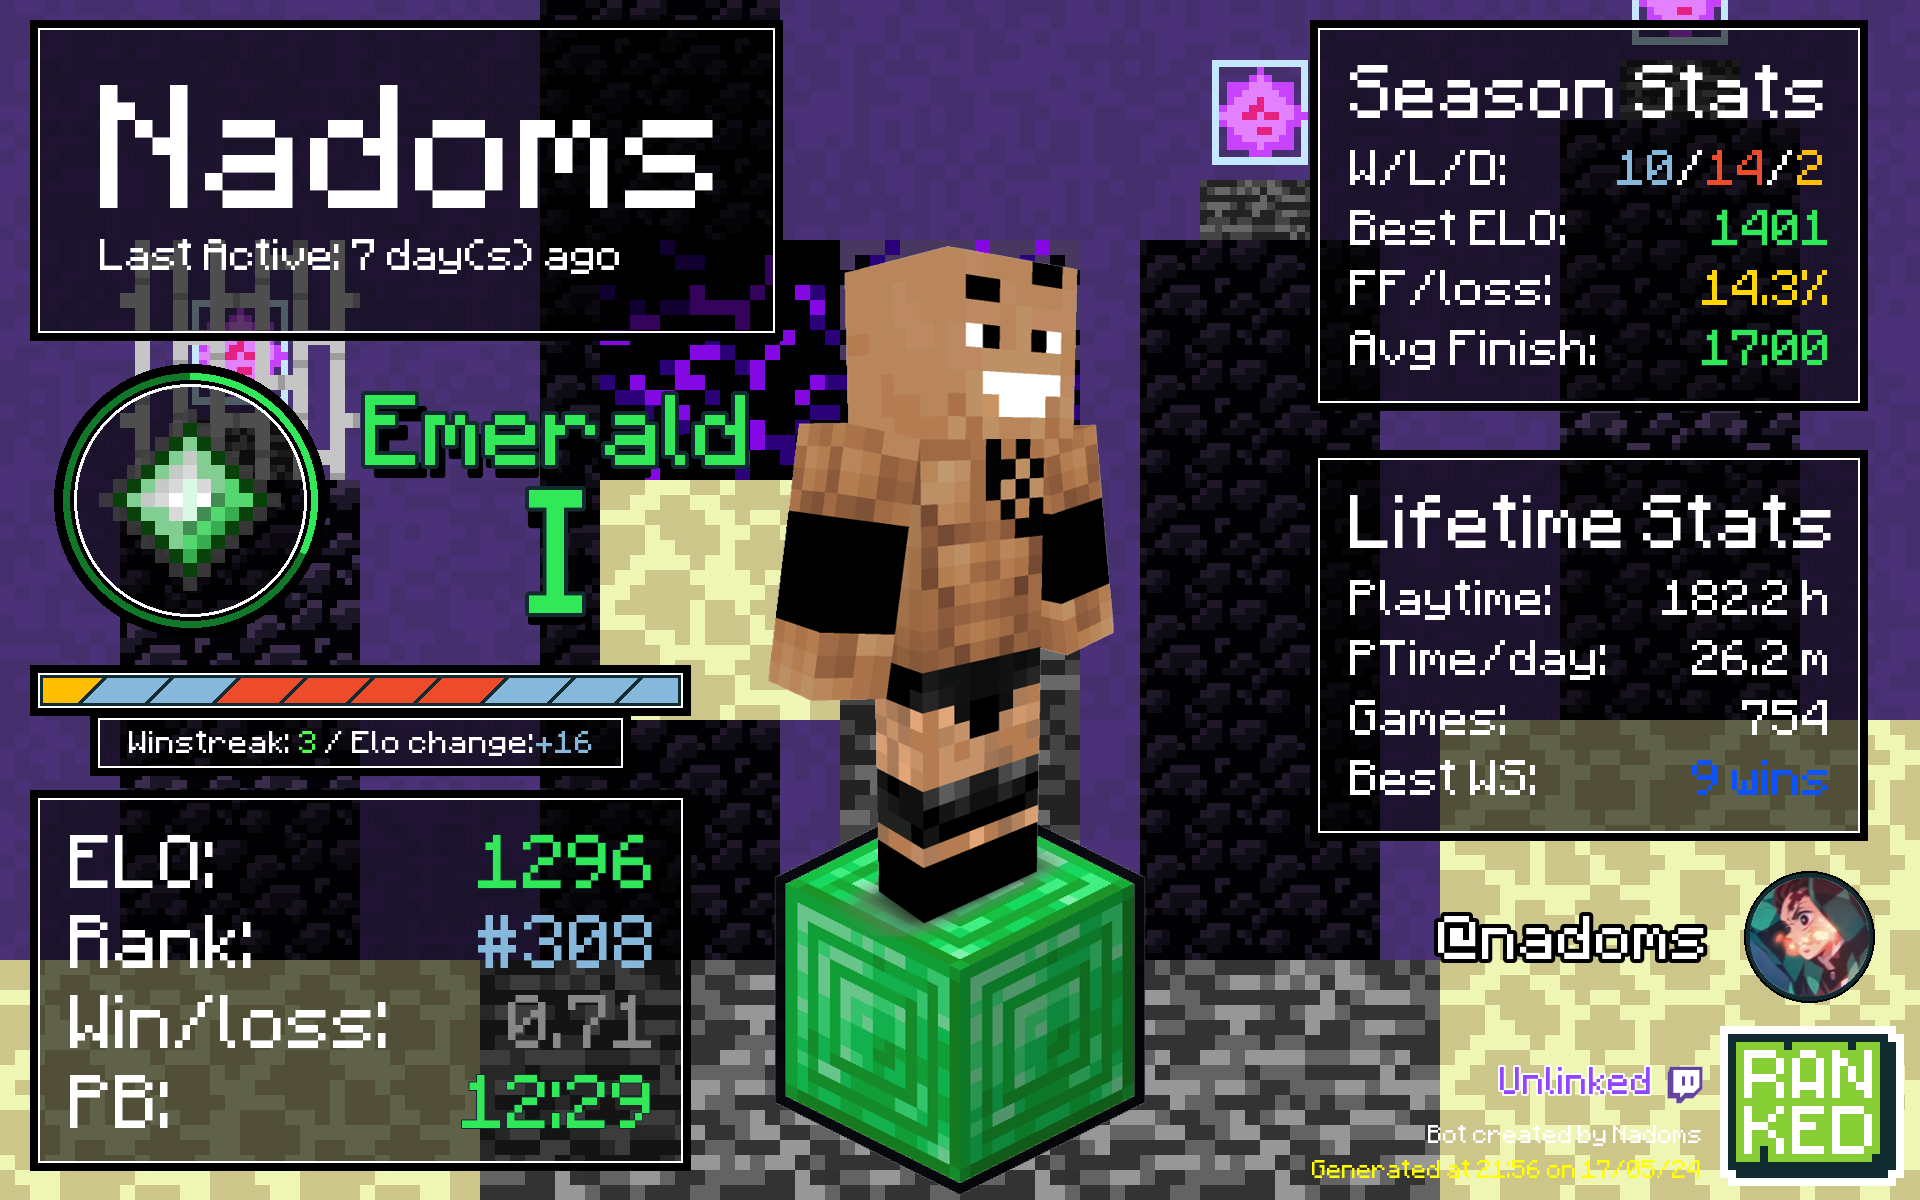 Nadoms
Last Active: 7 day(s) ago
Emerald
I
Winstreak: 3 / Elo change:+16
ELO: 1296
Rank: #308
Win/loss: 0.71
PB: 12:29
Season Stats
W/L/D: 10/14/2
Best ELO: 1401
FF/loss: 14.3%
Avg Finish: 17:00
Lifetime Stats
Playtime: 182.2 h
PTime/day: 26.2 m
Games: 754
Best WS: 9 wins
@nadoms
Unlinked
Bot created by Nadoms
Generated at 21:56 on 17/05/24
RAN
KED